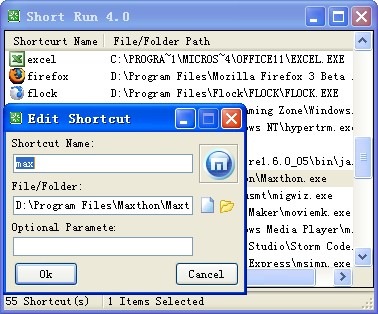 Short Run 4.0
Shortcurt Name File/Folder Path
excel C:\PROGRA~1\MICROS~4\OFFICE11\EXCEL.EXE
firefox D:\Program Files\Mozilla Firefox 3 Beta
flock D:\Program Files\Flock\FLOCK\FLOCK.EXE
ming Zone\Windows
Edit Shortcut
ws NT\hypertrm.ex
Shortcut Name:
max
re1.6.0_05\bin\ja
File/Folder:
on\Maxthon.exe
D:\Program Files\Maxthon\Maxt
asmt\migwiz.exe
Maker\moviemk.exe
Optional Paramete:
ws Media Player\m
Studio\Storm Code
Express\msimn.exe
Ok Cancel
55 Shortcut(s) 1 Items Selected